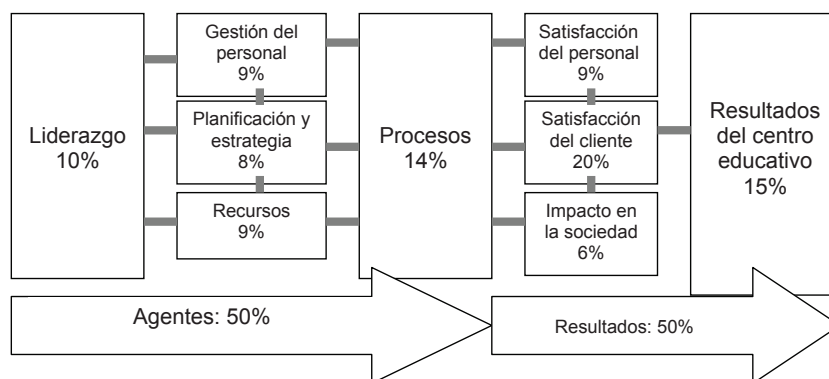 Liderazgo
10%
Gestión del
personal
9%
Planificación y
estrategia
8%
Recursos
9%
Procesos
14%
Satisfacción
del personal
9%
Satisfacción
del cliente
20%
Impacto en
la sociedad
6%
Resultados
del centro
educativo
15%
Agentes: 50%
Resultados: 50%